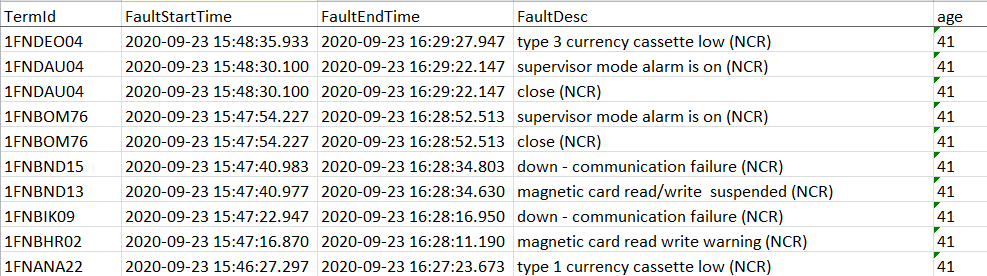 TermId FaultStartTime FaultEndTime FaultDesc age
1FNDEO04 2020-09-23 15:48:35.933 2020-09-23 16:29:27.947 type 3 currency cassette low (NCR) 41
1FNDAU04 2020-09-23 15:48:30.100 2020-09-23 16:29:22.147 supervisor mode alarm is on (NCR) 41
1FNDAU04 2020-09-23 15:48:30.100 2020-09-23 16:29:22.147 close (NCR) 41
1FNBOM76 2020-09-23 15:47:54.227 2020-09-23 16:28:52.513 supervisor mode alarm is on (NCR) 41
1FNBOM76 2020-09-23 15:47:54.227 2020-09-23 16:28:52.513 close (NCR) 41
1FNBND15 2020-09-23 15:47:40.983 2020-09-23 16:28:34.803 down - communication failure (NCR) 41
1FNBND13 2020-09-23 15:47:40.977 2020-09-23 16:28:34.630 magnetic card read/write  suspended (NCR) 41
1FNBIK09 2020-09-23 15:47:22.947 2020-09-23 16:28:16.950 down - communication failure (NCR) 41
1FNBHR02 2020-09-23 15:47:16.870 2020-09-23 16:28:11.190 magnetic card read write warning (NCR) 41
1FNANA22 2020-09-23 15:46:27.297 2020-09-23 16:27:23.673 type 1 currency cassette low (NCR) 41